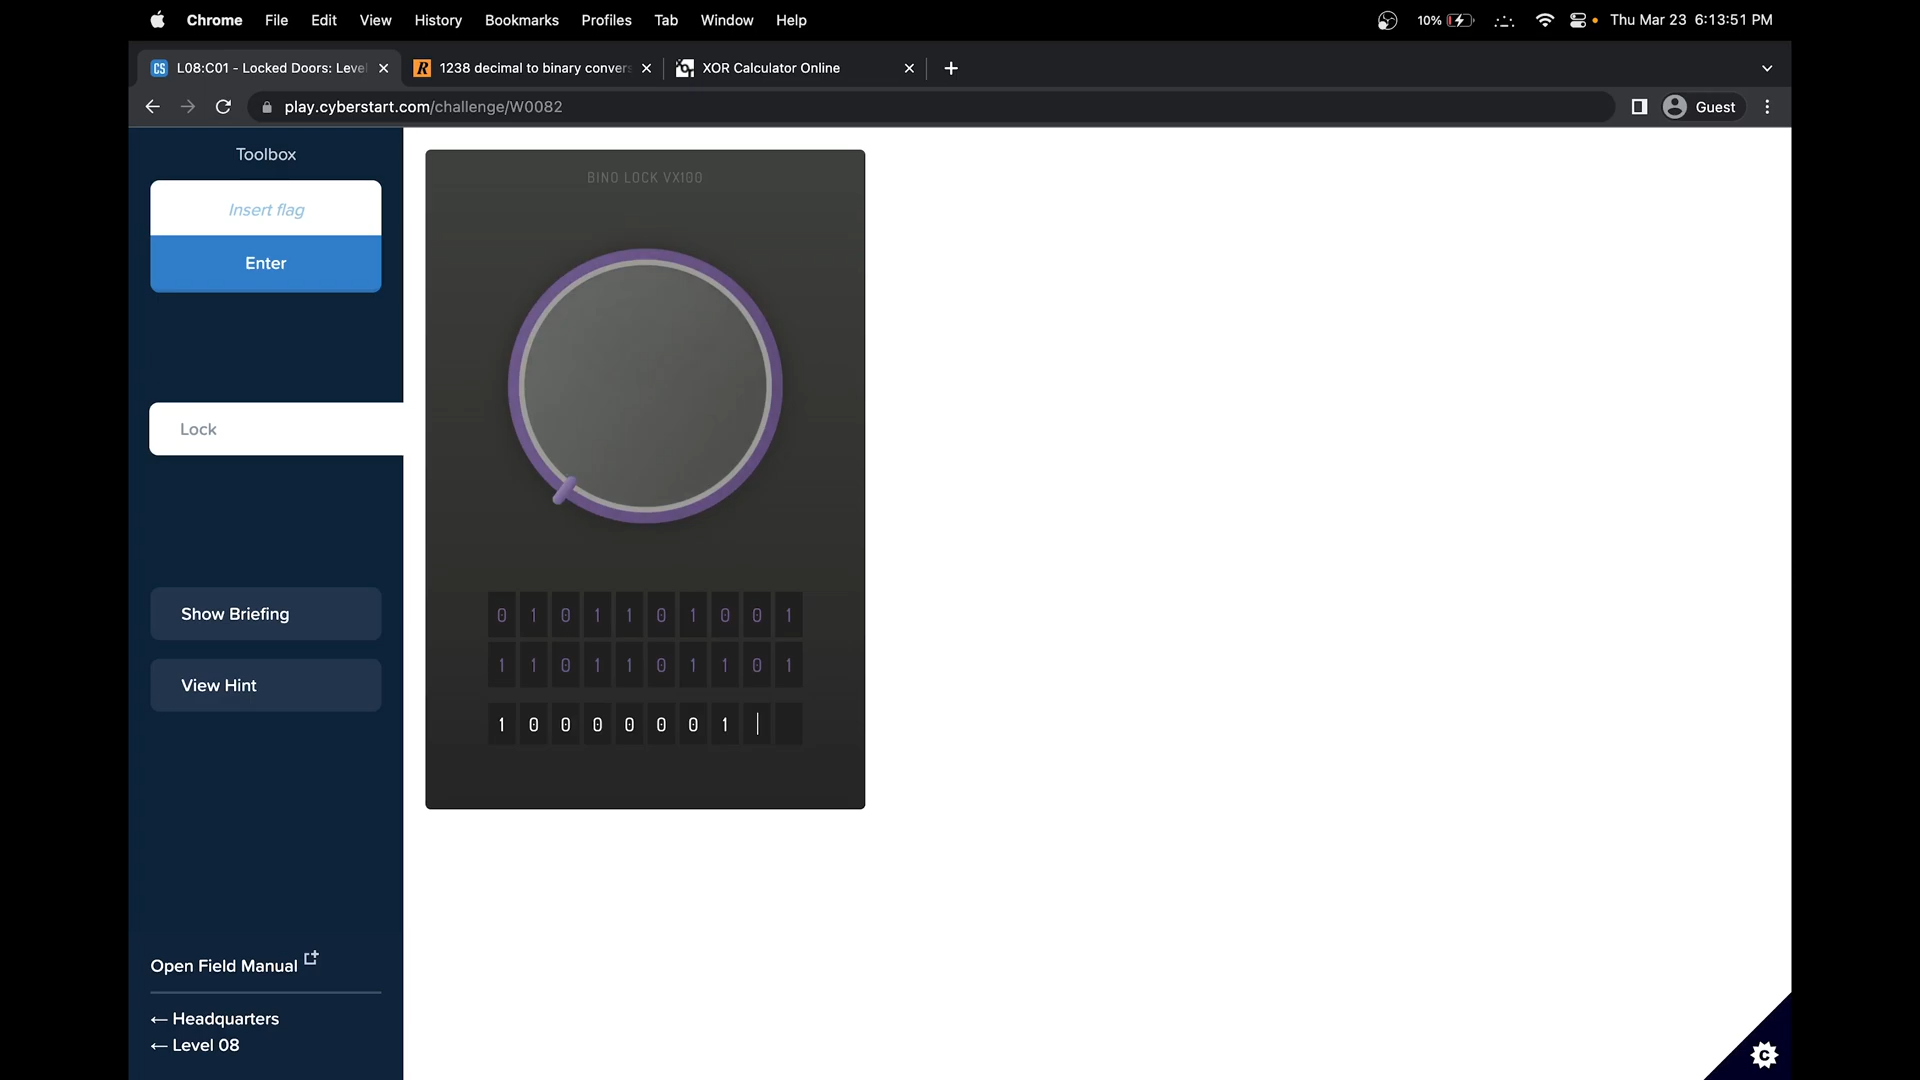 Chrome File Edit View History Bookmarks Profiles Tab Window Help 10% Thu Mar 23 6:13:51 PM
CS L08:C01 - Locked Doors: Leve R 1238 decimal to binary convers XOR Calculator Online
play.cyberstart.com/challenge/W0082 Guest
Toolbox
Insert flag
Enter
Lock
Show Briefing
View Hint
Open Field Manual
← Headquarters
← Level 08
BINO LOCK VX100
0 1 0 1 1 0 1 0 0 1
1 1 0 1 1 0 1 1 0 1
1 0 0 0 0 0 0 1
C